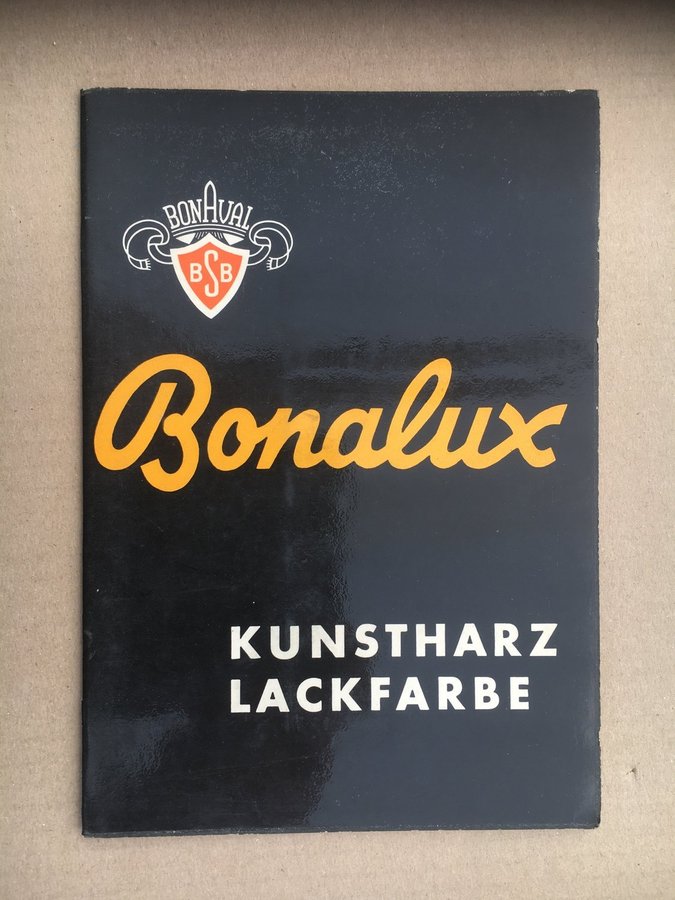 BONAVAL
BSB
Bonalux
KUNSTHARZ
LACKFARBE